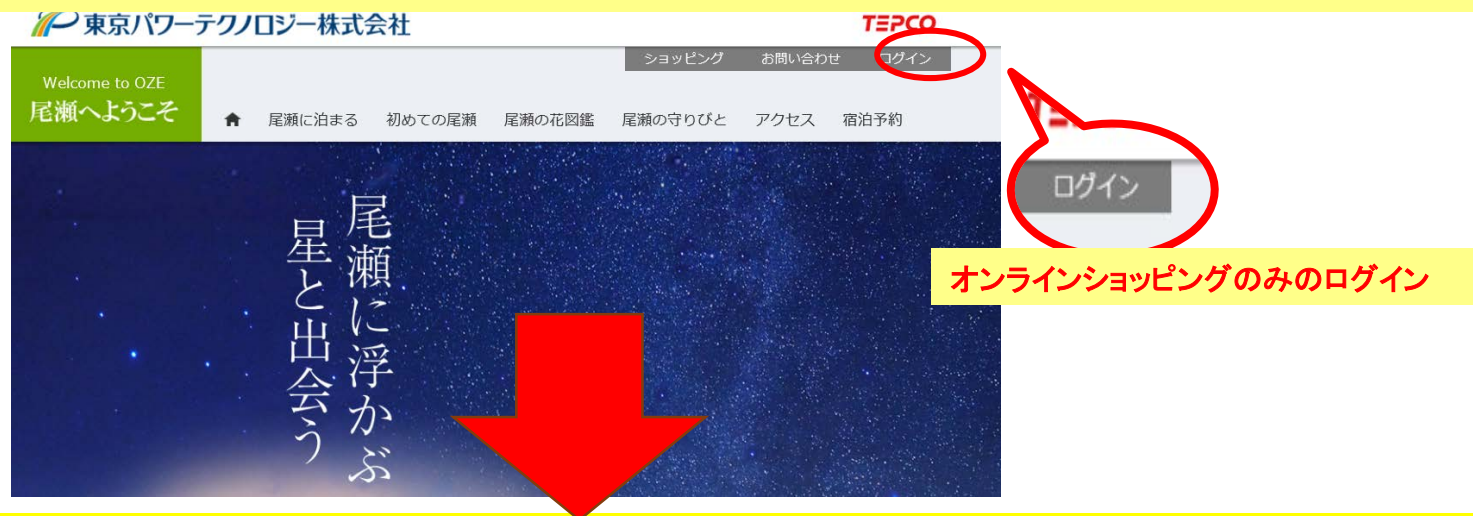 東京パワーテクノロジー株式会社
TEPCO
ショッピング お問い合わせ ログイン
Welcome to OZE
尾瀬へようこそ
尾瀬に泊まる 初めての尾瀬 尾瀬の花図鑑 尾瀬の守りびと アクセス 宿泊予約
ログイン
オンラインショッピングのみのログイン
尾瀬に浮かぶ
星と出会う